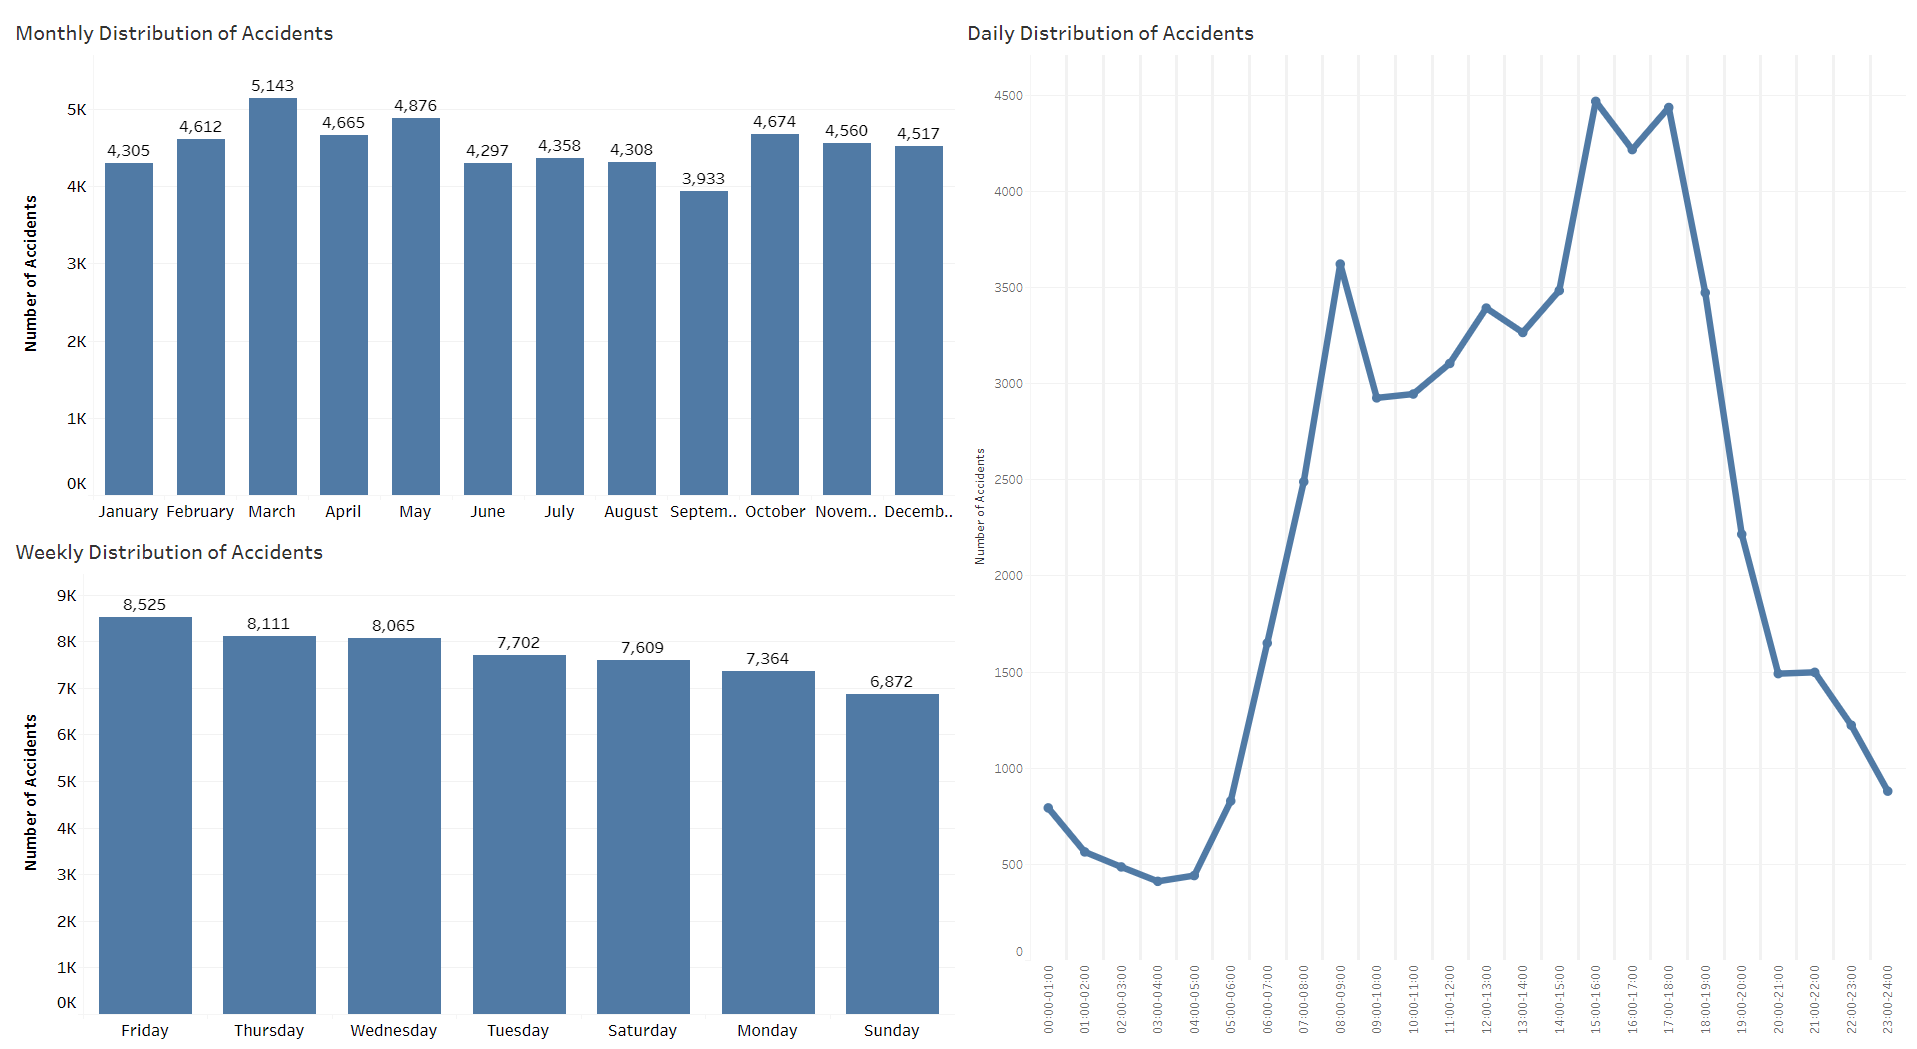 Monthly Distribution of Accidents
Number of Accidents
5K
4K
3K
2K
1K
0K
4,305
4,612
5,143
4,665
4,876
4,297
4,358
4,308
3,933
4,674
4,560
4,517
January February March April May June July August Septem.. October Novem.. Decemb..
Weekly Distribution of Accidents
Number of Accidents
9K
8K
7K
6K
5K
4K
3K
2K
1K
0K
8,525
8,111
8,065
7,702
7,609
7,364
6,872
Friday Thursday Wednesday Tuesday Saturday Monday Sunday
Daily Distribution of Accidents
Number of Accidents
4500
4000
3500
3000
2500
2000
1500
1000
500
0
00:00-01:00
01:00-02:00
02:00-03:00
03:00-04:00
04:00-05:00
05:00-06:00
06:00-07:00
07:00-08:00
08:00-09:00
09:00-10:00
10:00-11:00
11:00-12:00
12:00-13:00
13:00-14:00
14:00-15:00
15:00-16:00
16:00-17:00
17:00-18:00
18:00-19:00
19:00-20:00
20:00-21:00
21:00-22:00
22:00-23:00
23:00-24:00